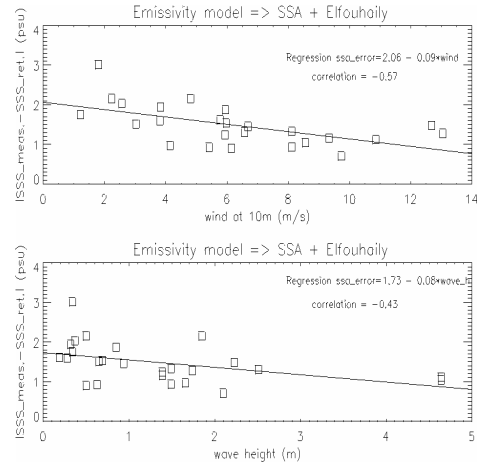 Emissivity model => SSA + Elfouhaily
Regression ssa_error=2.06 - 0.09*wind
correlation = -0.57
|SSS_meas.-SSS_ret.| (psu)
4
3
2
1
0
0 2 4 6 8 10 12 14
wind at 10m (m/s)
Emissivity model => SSA + Elfouhaily
Regression ssa_error=1.73 - 0.08*wave_h
correlation = -0.43
|SSS_meas.-SSS_ret.| (psu)
4
3
2
1
0
0 1 2 3 4 5
wave height (m)